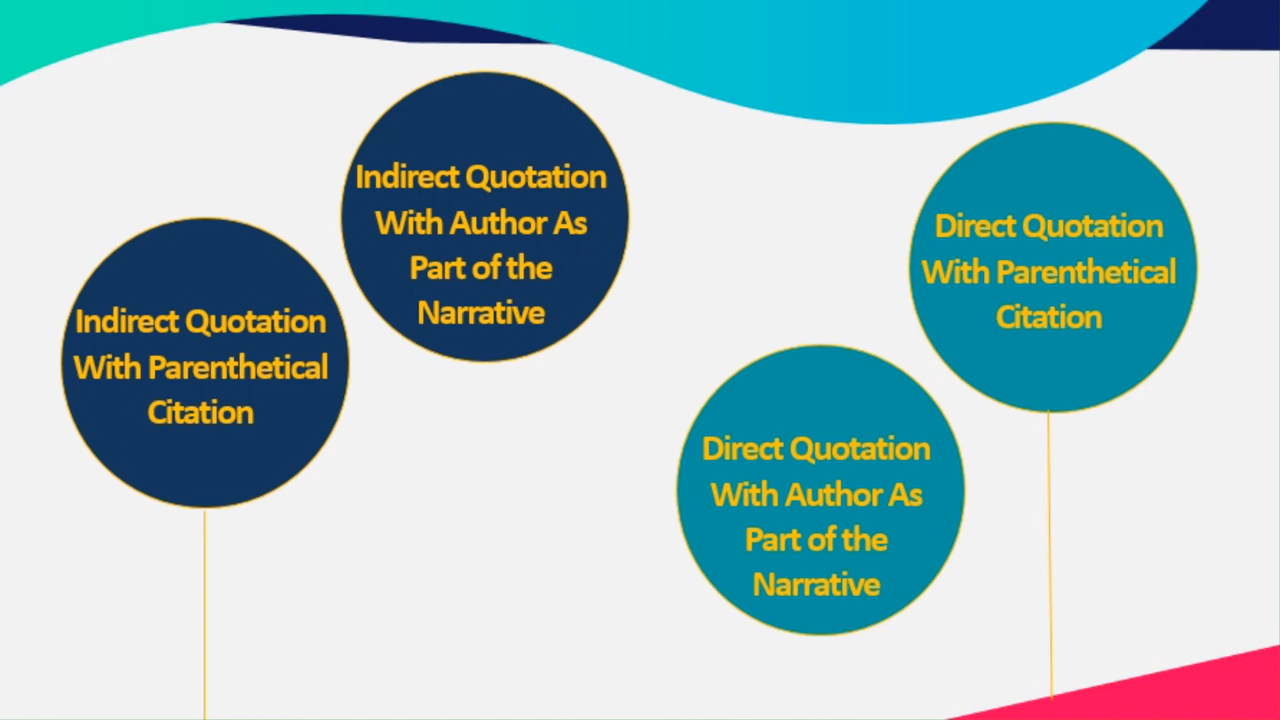 Indirect Quotation
With Parenthetical
Citation
Indirect Quotation
With Author As
Part of the
Narrative
Direct Quotation
With Author As
Part of the
Narrative
Direct Quotation
With Parenthetical
Citation